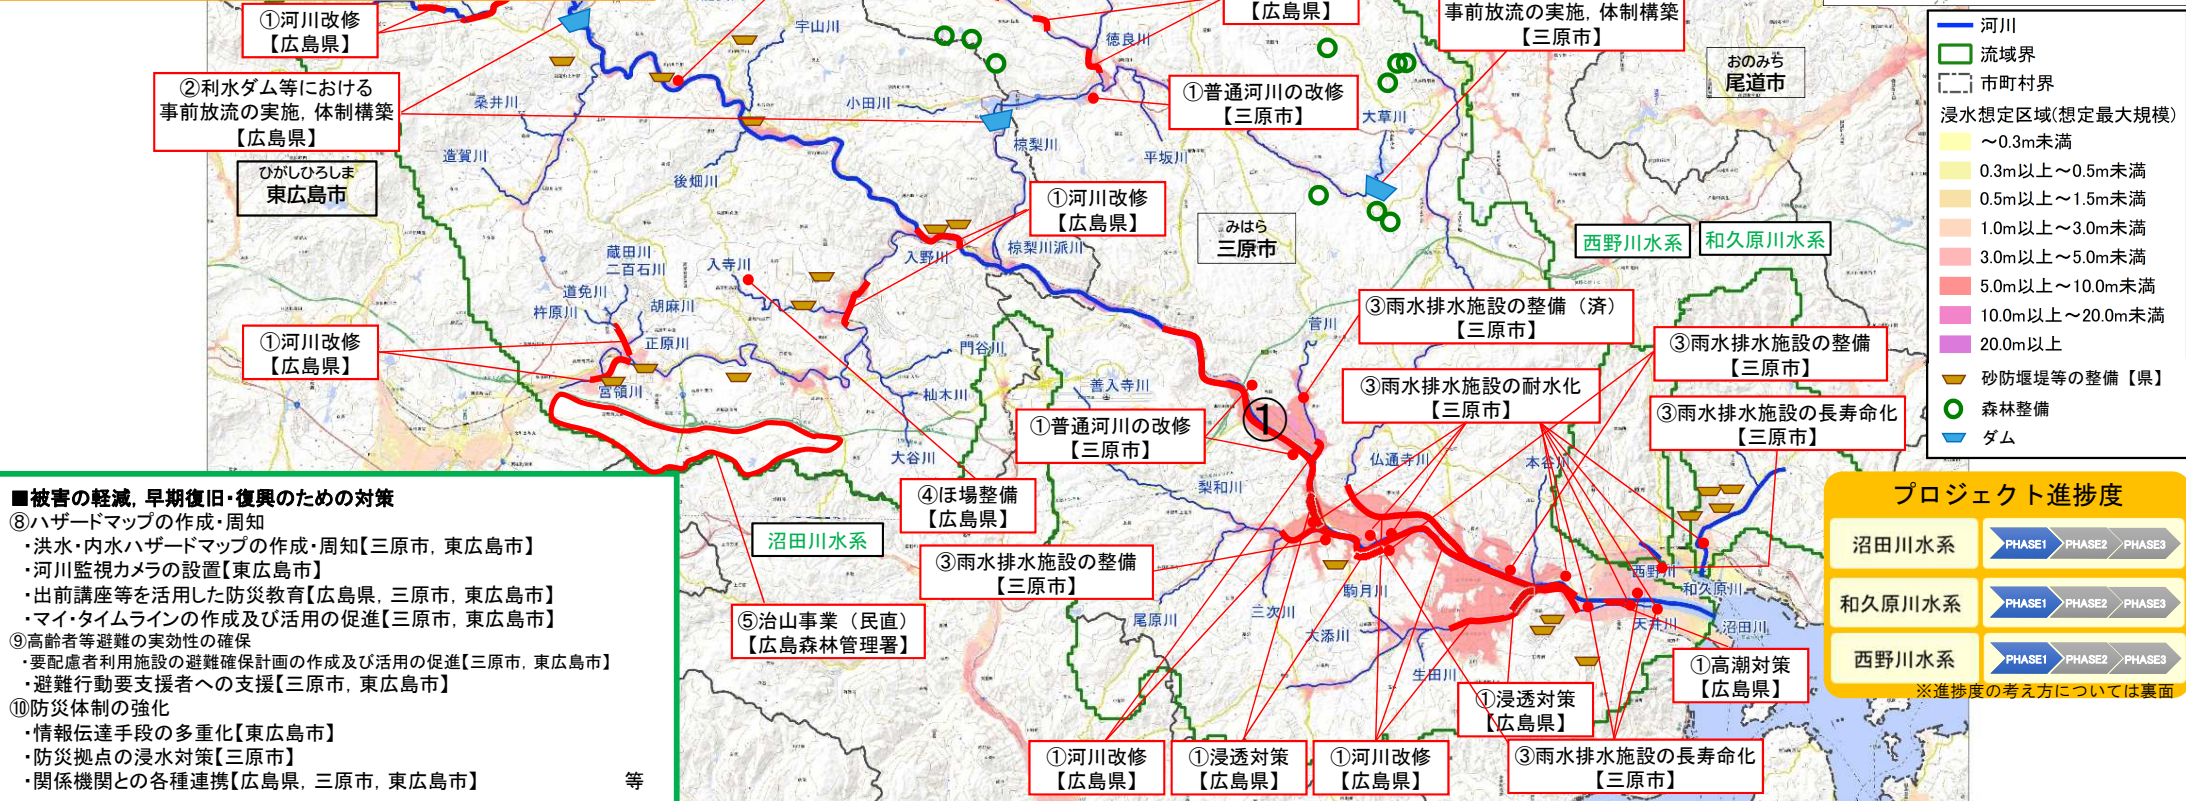 ①河川改修
【広島県】
②利水ダム等における
事前放流の実施，体制構築
【広島県】
ひがしひろしま
東広島市
①河川改修
【広島県】
【広島県】
事前放流の実施，体制構築
【三原市】
①普通河川の改修
【三原市】
おのみち
尾道市
みはら
三原市
西野川水系
和久原川水系
①河川改修
【広島県】
③雨水排水施設の整備（済）
【三原市】
③雨水排水施設の整備
【三原市】
③雨水排水施設の耐水化
【三原市】
③雨水排水施設の長寿命化
【三原市】
①普通河川の改修
【三原市】
④ほ場整備
【広島県】
沼田川水系
③雨水排水施設の整備
【三原市】
⑤治山事業（民直）
【広島森林管理署】
①河川改修
【広島県】
①浸透対策
【広島県】
①河川改修
【広島県】
①浸透対策
【広島県】
③雨水排水施設の長寿命化
【三原市】
①高潮対策
【広島県】
①
宇山川
徳良川
桑井川
小田川
大草川
造賀川
椋梨川
平坂川
後畑川
蔵田川
二百石川
入寺川
入野川
椋梨川派川
道免川
杵原川
胡麻川
正原川
宮領川
門谷川
杣木川
善入寺川
大谷川
菅川
仏通寺川
本谷川
梨和川
尾原川
三次川
駒月川
大添川
生田川
西野川
和久原川
天井川
沼田川
河川
流域界
市町村界
浸水想定区域(想定最大規模)
～0.3m未満
0.3m以上～0.5m未満
0.5m以上～1.5m未満
1.0m以上～3.0m未満
3.0m以上～5.0m未満
5.0m以上～10.0m未満
10.0m以上～20.0m未満
20.0m以上
砂防堰堤等の整備【県】
森林整備
ダム
■被害の軽減，早期復旧・復興のための対策
⑧ハザードマップの作成・周知
・洪水・内水ハザードマップの作成・周知【三原市，東広島市】
・河川監視カメラの設置【東広島市】
・出前講座等を活用した防災教育【広島県，三原市，東広島市】
・マイ・タイムラインの作成及び活用の促進【三原市，東広島市】
⑨高齢者等避難の実効性の確保
・要配慮者利用施設の避難確保計画の作成及び活用の促進【三原市，東広島市】
・避難行動要支援者への支援【三原市，東広島市】
⑩防災体制の強化
・情報伝達手段の多重化【東広島市】
・防災拠点の浸水対策【三原市】
・関係機関との各種連携【広島県，三原市，東広島市】 等
プロジェクト進捗度
沼田川水系 PHASE1 PHASE2 PHASE3
和久原川水系 PHASE1 PHASE2 PHASE3
西野川水系 PHASE1 PHASE2 PHASE3
※進捗度の考え方については裏面